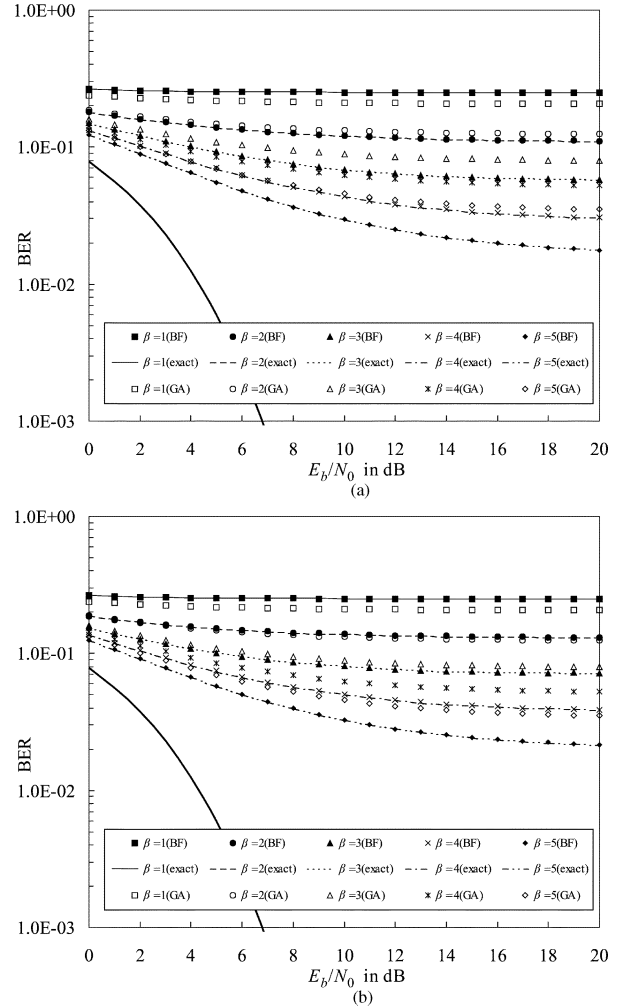 1.0E+00
1.0E-01
1.0E-02
1.0E-03
BER
β=1(BF) β=2(BF) β=3(BF) β=4(BF) β=5(BF)
β=1(exact) β=2(exact) β=3(exact) β=4(exact) β=5(exact)
β=1(GA) β=2(GA) β=3(GA) β=4(GA) β=5(GA)
0 2 4 6 8 10 12 14 16 18 20
E_b/N_0 in dB
(a)
1.0E+00
1.0E-01
1.0E-02
1.0E-03
BER
β=1(BF) β=2(BF) β=3(BF) β=4(BF) β=5(BF)
β=1(exact) β=2(exact) β=3(exact) β=4(exact) β=5(exact)
β=1(GA) β=2(GA) β=3(GA) β=4(GA) β=5(GA)
0 2 4 6 8 10 12 14 16 18 20
E_b/N_0 in dB
(b)